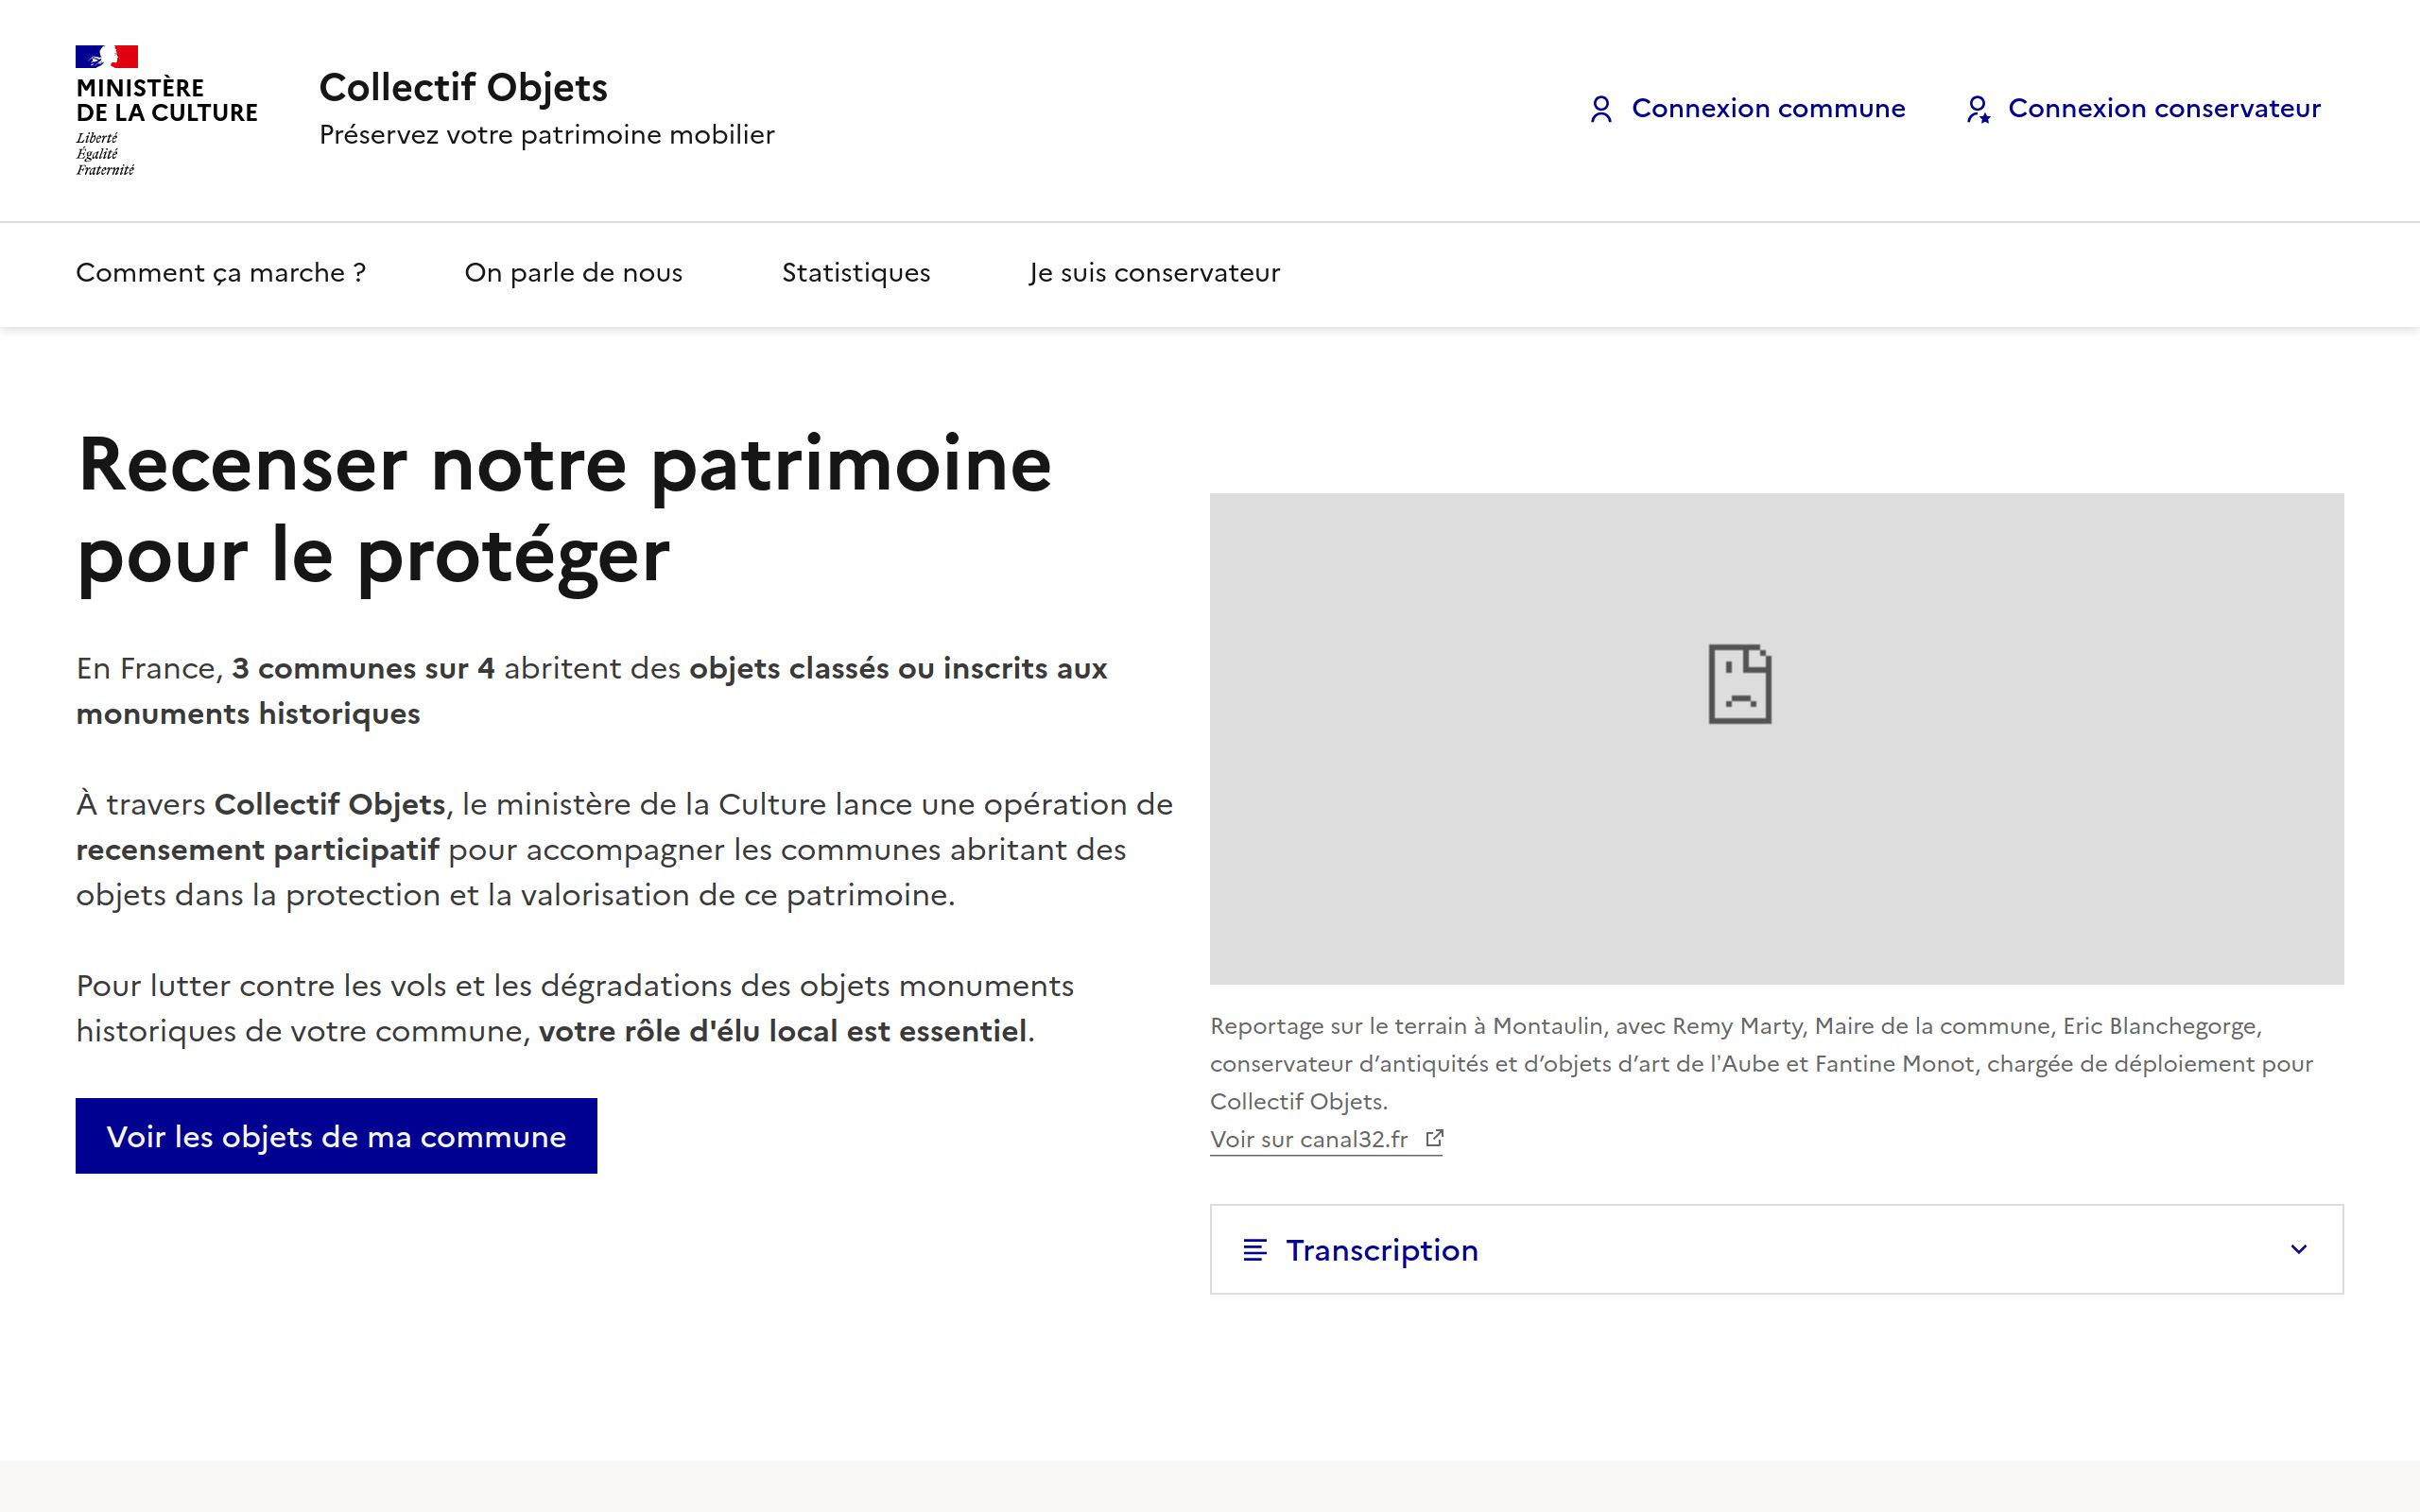 MINISTÈRE
DE LA CULTURE
Liberté
Égalité
Fraternité
Collectif Objets
Préservez votre patrimoine mobilier
Connexion commune
Connexion conservateur
Comment ça marche ?
On parle de nous
Statistiques
Je suis conservateur
Recenser notre patrimoine
pour le protéger
En France, 3 communes sur 4 abritent des objets classés ou inscrits aux
monuments historiques
À travers Collectif Objets, le ministère de la Culture lance une opération de
recensement participatif pour accompagner les communes abritant des
objets dans la protection et la valorisation de ce patrimoine.
Pour lutter contre les vols et les dégradations des objets monuments
historiques de votre commune, votre rôle d'élu local est essentiel.
Voir les objets de ma commune
Reportage sur le terrain à Montaulin, avec Remy Marty, Maire de la commune, Eric Blanchegorge,
conservateur d’antiquités et d’objets d’art de l’Aube et Fantine Monot, chargée de déploiement pour
Collectif Objets.
Voir sur canal32.fr
Transcription